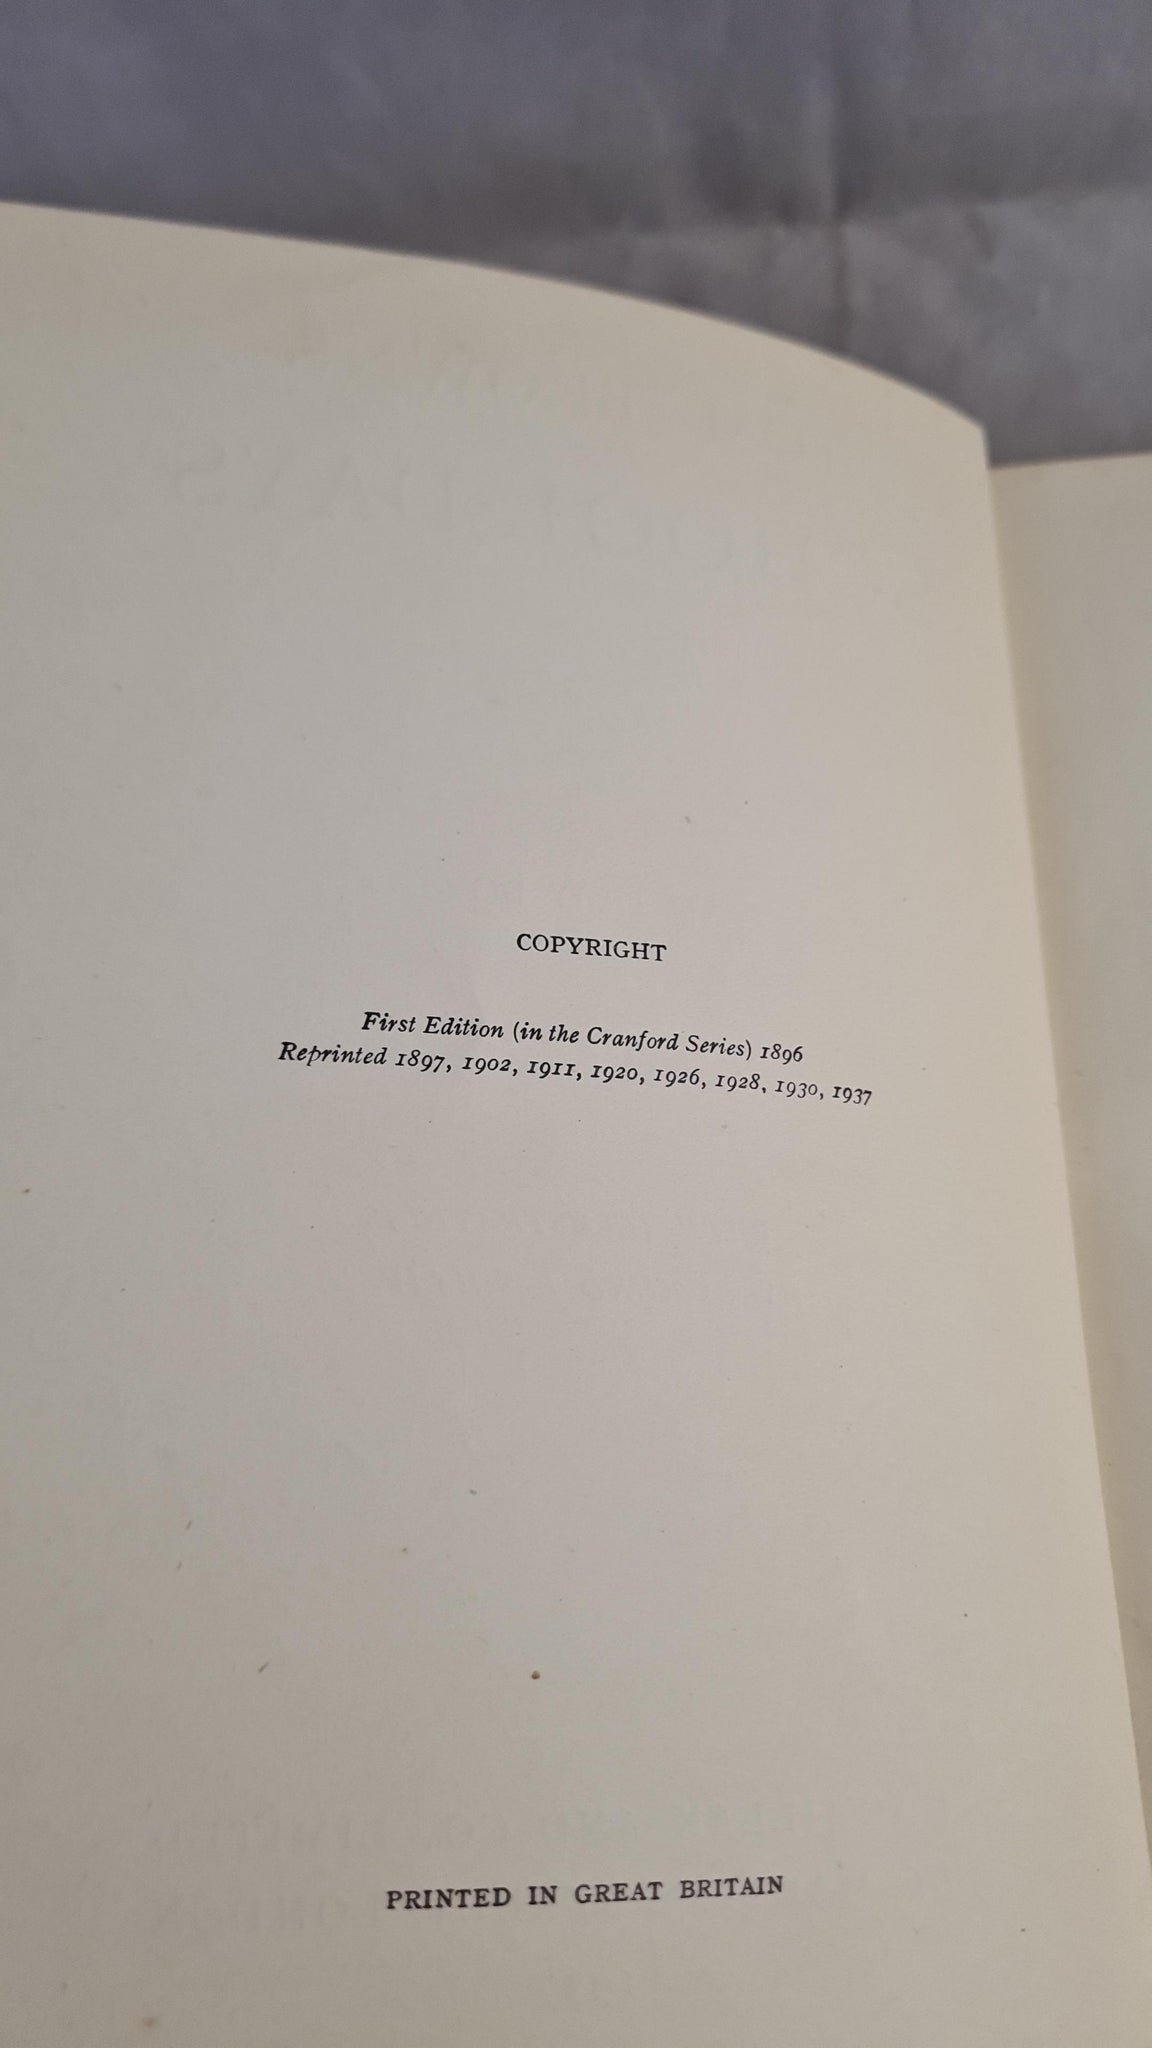 COPYRIGHT
First Edition (in the Cranford Series) 1896
Reprinted 1897, 1902, 1911, 1920, 1926, 1928, 1930, 1937
PRINTED IN GREAT BRITAIN